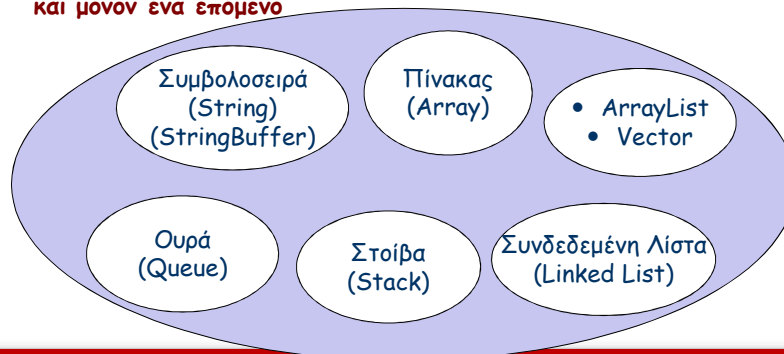 και μόνον ένα επόμενο
Συμβολοσειρά
(String)
(StringBuffer)
Πίνακας
(Array)
• ArrayList
• Vector
Ουρά
(Queue)
Στοίβα
(Stack)
Συνδεδεμένη Λίστα
(Linked List)